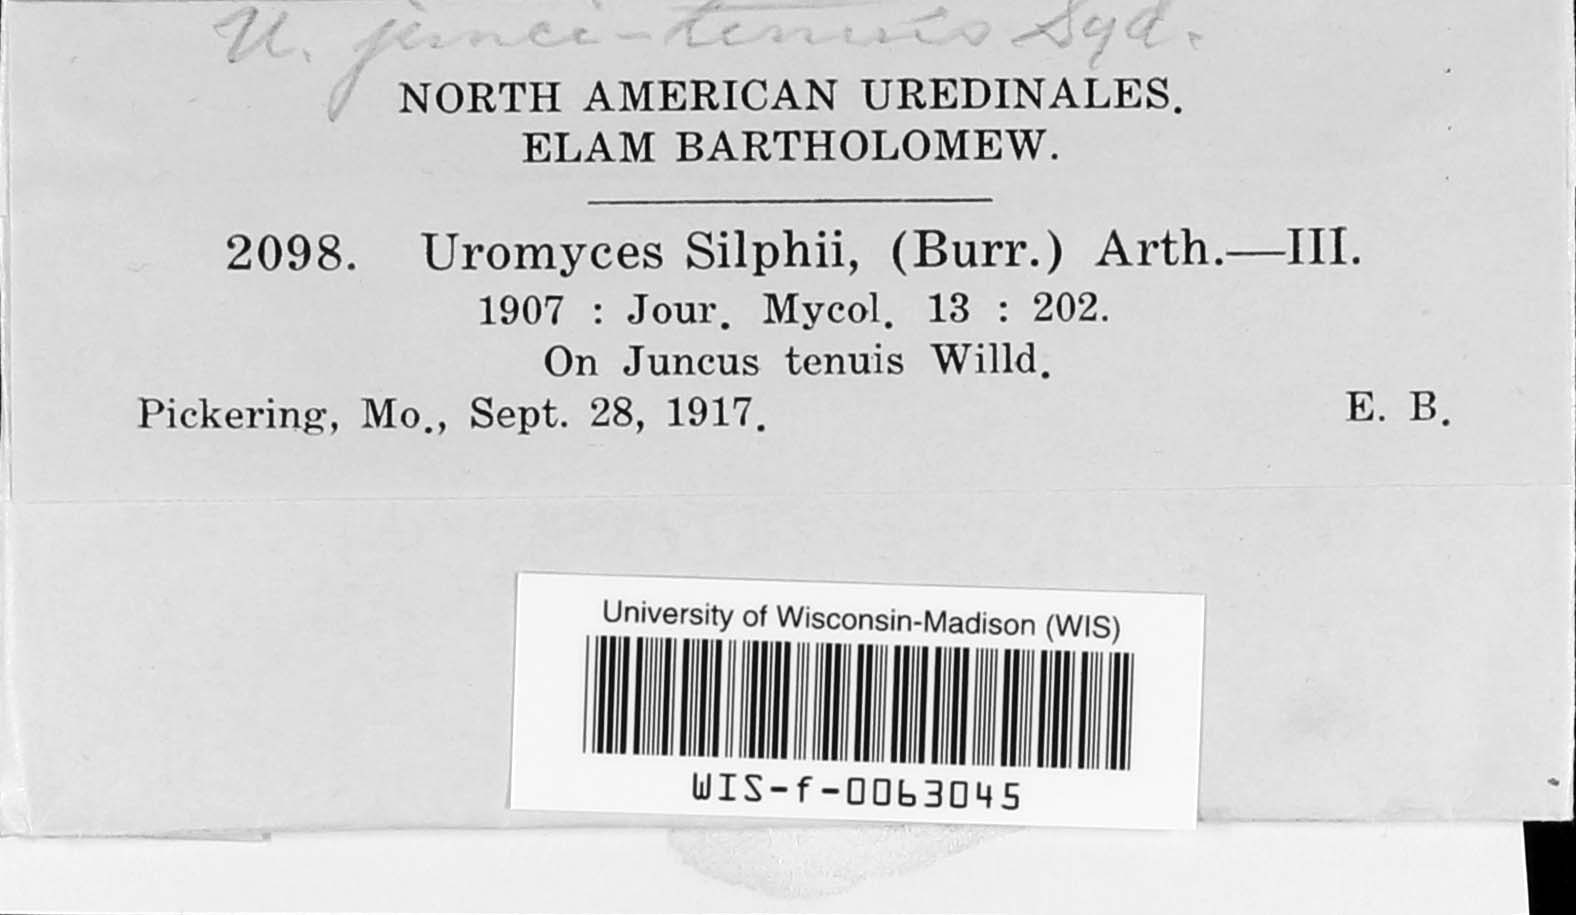 U. junci-tenuis Syd.
NORTH AMERICAN UREDINALES.
ELAM BARTHOLOMEW.
2098. Uromyces Silphii, (Burr.) Arth.—III.
1907 : Jour. Mycol. 13 : 202.
On Juncus tenuis Willd.
Pickering, Mo., Sept. 28, 1917. E. B.
University of Wisconsin-Madison (WIS)
WIS-f-0063045